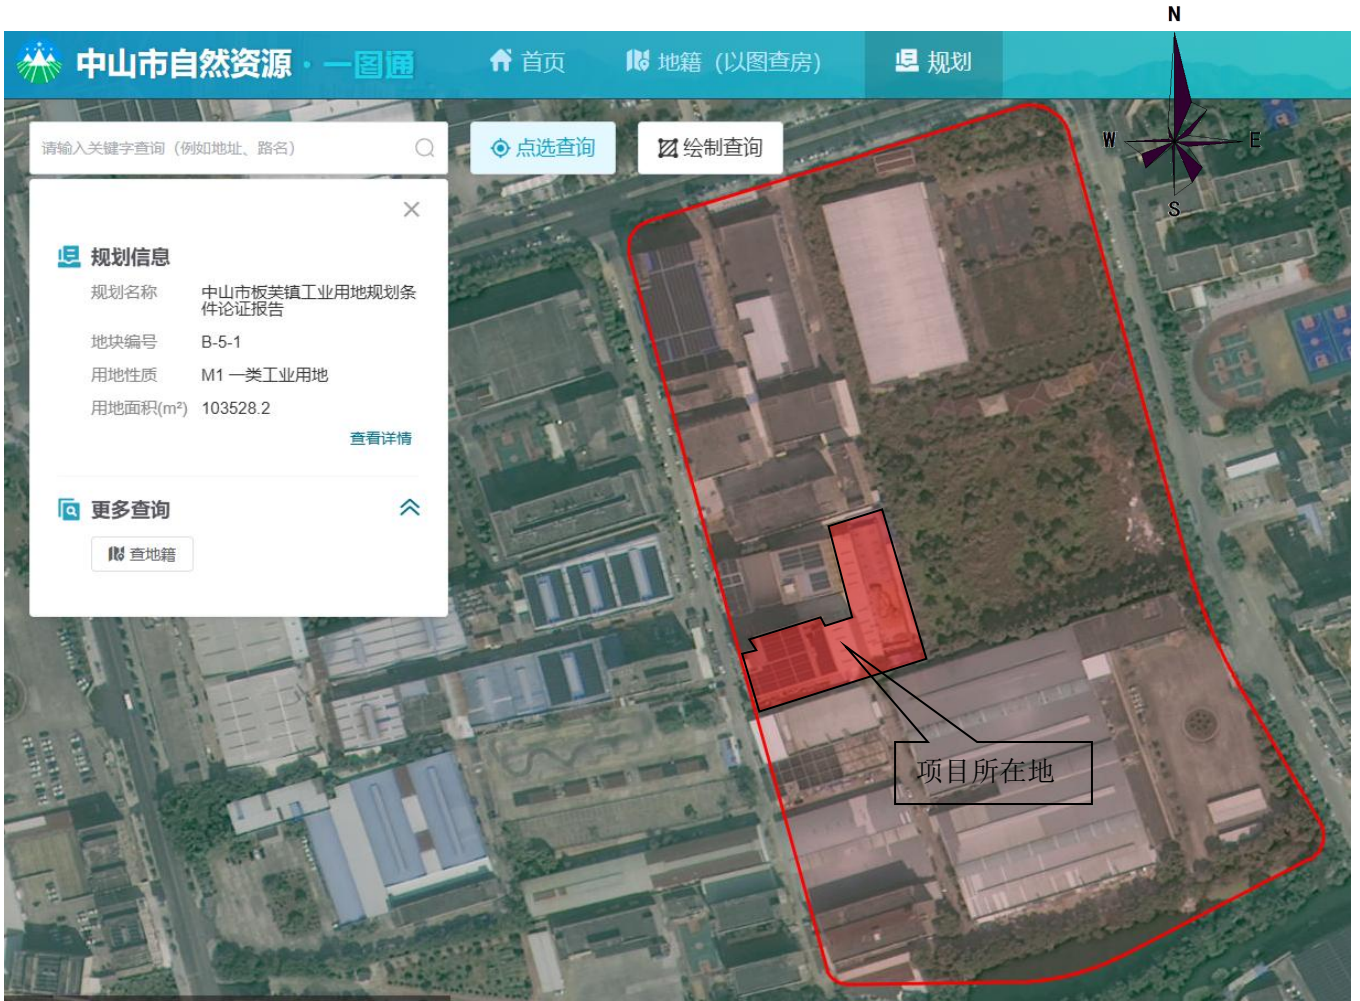 N
中山市自然资源·一图通
首页
地籍（以图查房）
规划
W
E
S
请输入关键字查询（例如地址、路名）
点选查询
绘制查询
规划信息
规划名称 中山市板芙镇工业用地规划条
件论证报告
地块编号 B-5-1
用地性质 M1 一类工业用地
用地面积(m²) 103528.2
查看详情
更多查询
查地籍
项目所在地